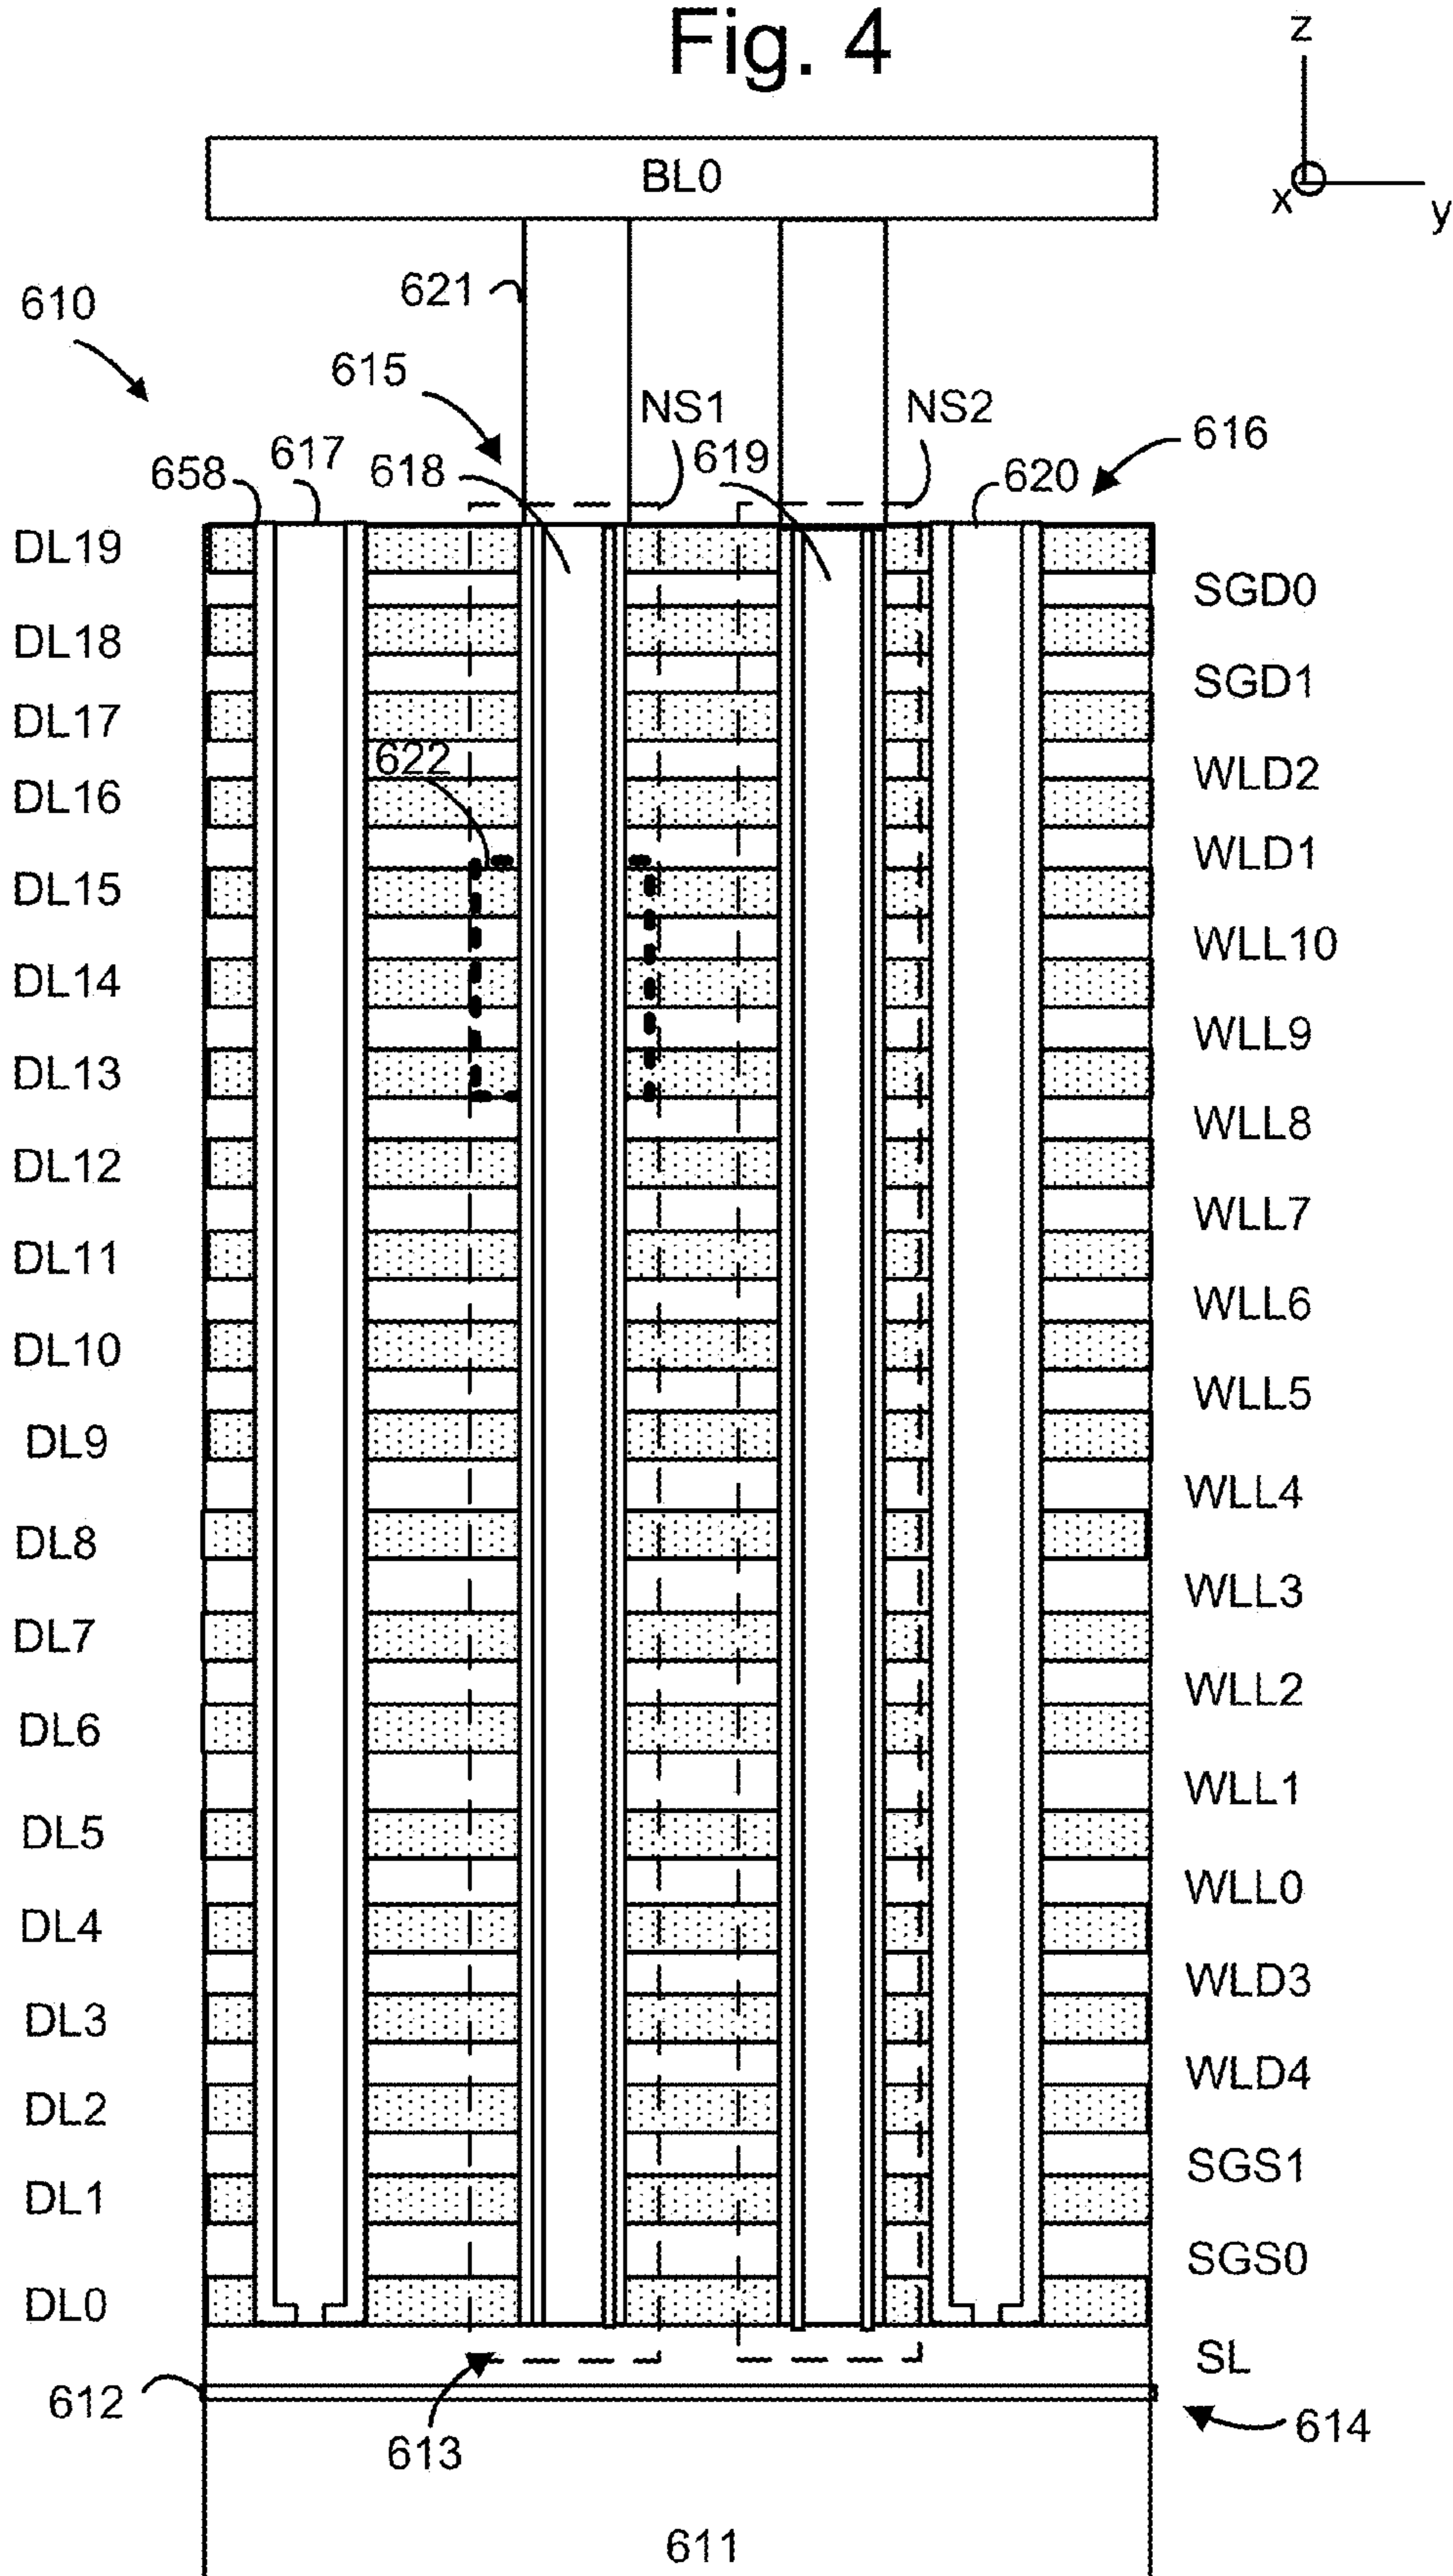 Fig. 4
z
x
y
BL0
621
610
615
NS1
NS2
616
658
617
618
619
620
DL19
SGD0
DL18
SGD1
DL17
WLD2
622
DL16
WLD1
DL15
WLL10
DL14
WLL9
DL13
WLL8
DL12
WLL7
DL11
WLL6
DL10
WLL5
DL9
WLL4
DL8
WLL3
DL7
WLL2
DL6
WLL1
DL5
WLL0
DL4
WLD3
DL3
WLD4
DL2
SGS1
DL1
SGS0
DL0
SL
612
613
614
611